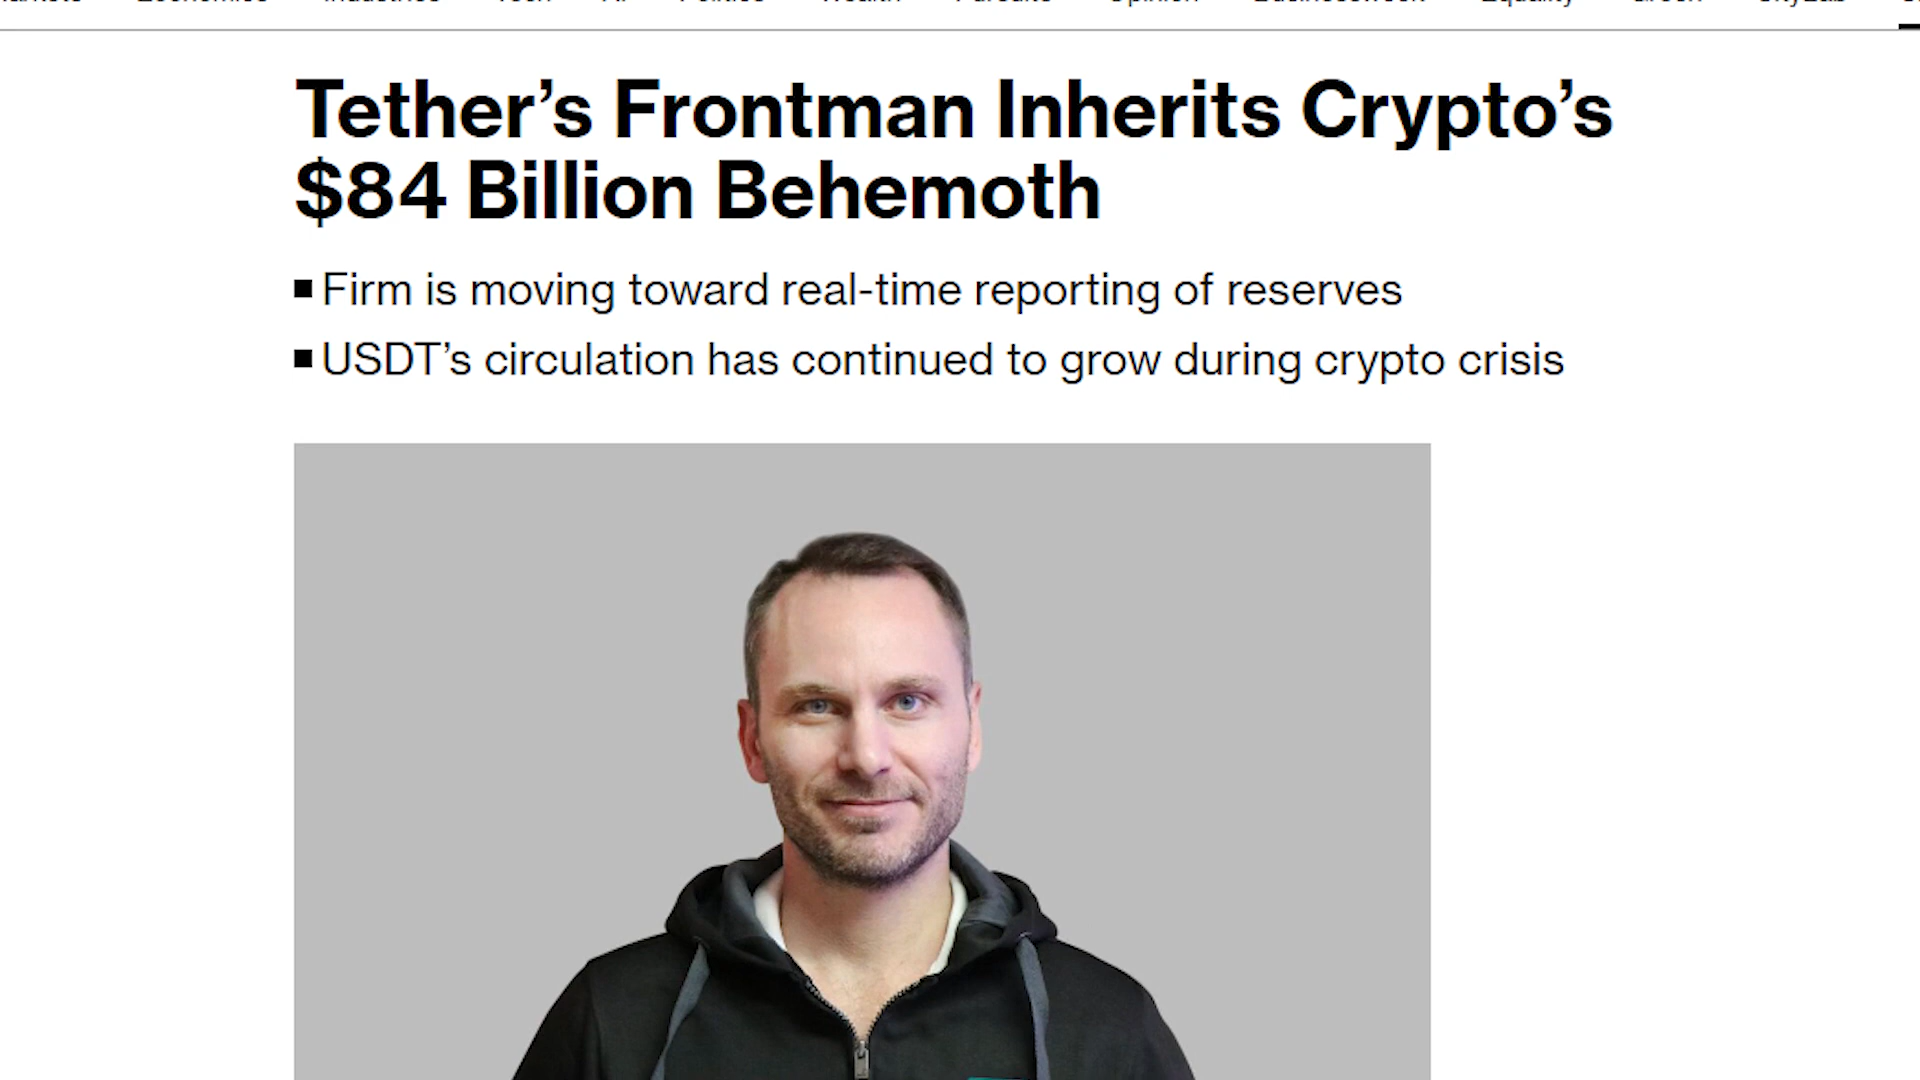 Tether’s Frontman Inherits Crypto’s
$84 Billion Behemoth
Firm is moving toward real-time reporting of reserves
USDT’s circulation has continued to grow during crypto crisis